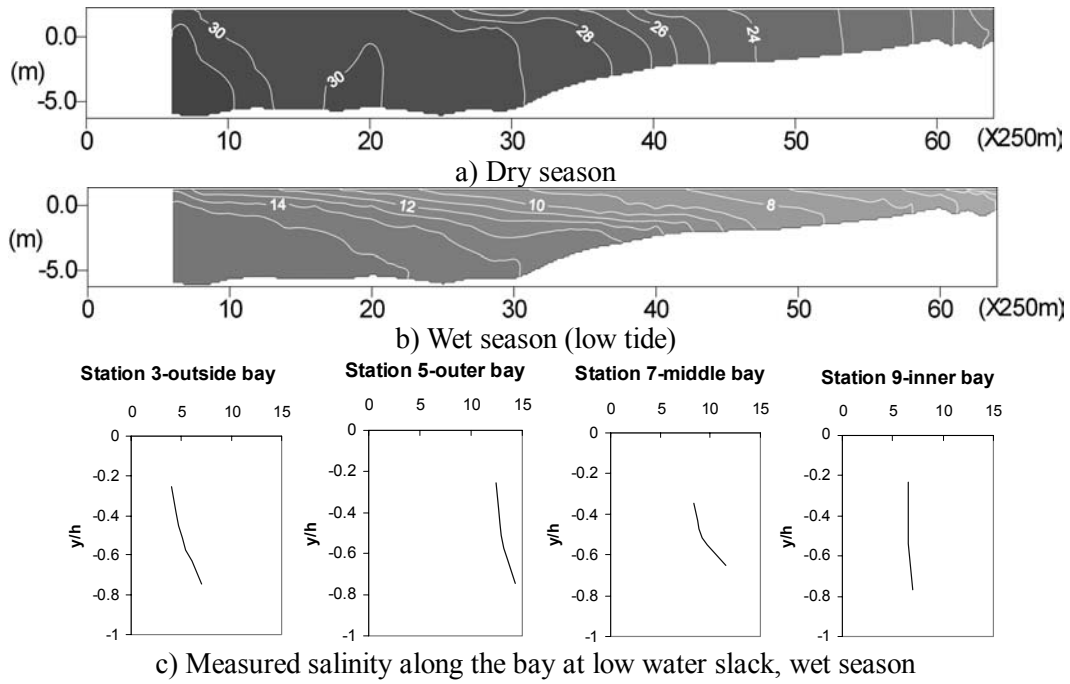 0.0
(m)
-5.0
30
30
28
26
24
0 10 20 30 40 50 60 (X250m)
a) Dry season
0.0
(m)
-5.0
14
12
10
8
0 10 20 30 40 50 60 (X250m)
b) Wet season (low tide)
Station 3-outside bay
0 5 10 15
0
-0.2
-0.4
-0.6
-0.8
-1
y/h
Station 5-outer bay
0 5 10 15
0
-0.2
-0.4
-0.6
-0.8
-1
y/h
Station 7-middle bay
0 5 10 15
0
-0.2
-0.4
-0.6
-0.8
-1
y/h
Station 9-inner bay
0 5 10 15
0
-0.2
-0.4
-0.6
-0.8
-1
y/h
c) Measured salinity along the bay at low water slack, wet season